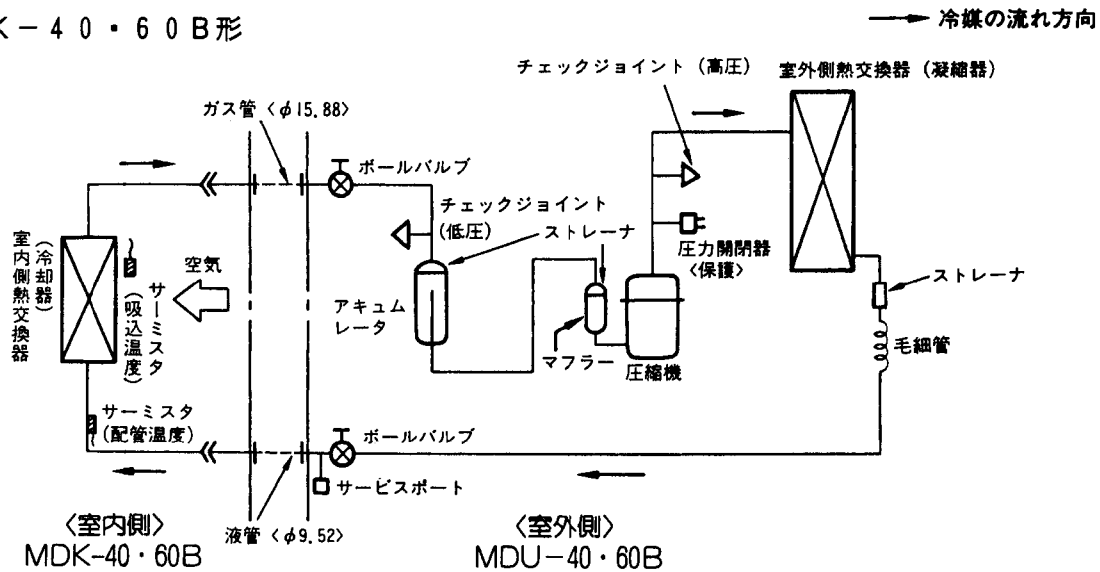 K-40・60B形
冷媒の流れ方向
チェックジョイント (高圧)
室外側熱交換器 (凝縮器)
ガス管 <φ15.88>
ボールバルブ
チェックジョイント
(低圧)
ストレーナ
圧力開閉器
<保護>
ストレーナ
室内側熱交換器
(冷却器)
空気
サーミスタ
(吸込温度)
アキュム
レータ
マフラー
圧縮機
毛細管
サーミスタ
(配管温度)
ボールバルブ
サービスポート
液管 <φ9.52>
〈室内側〉
MDK-40・60B
〈室外側〉
MDU-40・60B